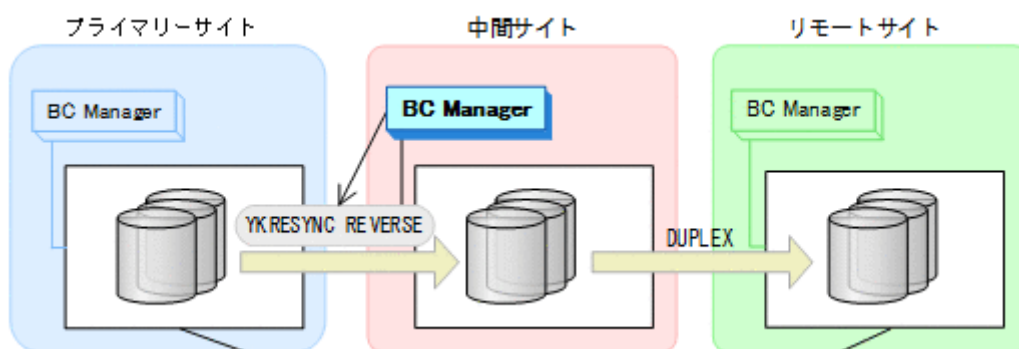 プライマリーサイト
中間サイト
リモートサイト
BC Manager
BC Manager
BC Manager
YKRESYNC REVERSE
DUPLEX